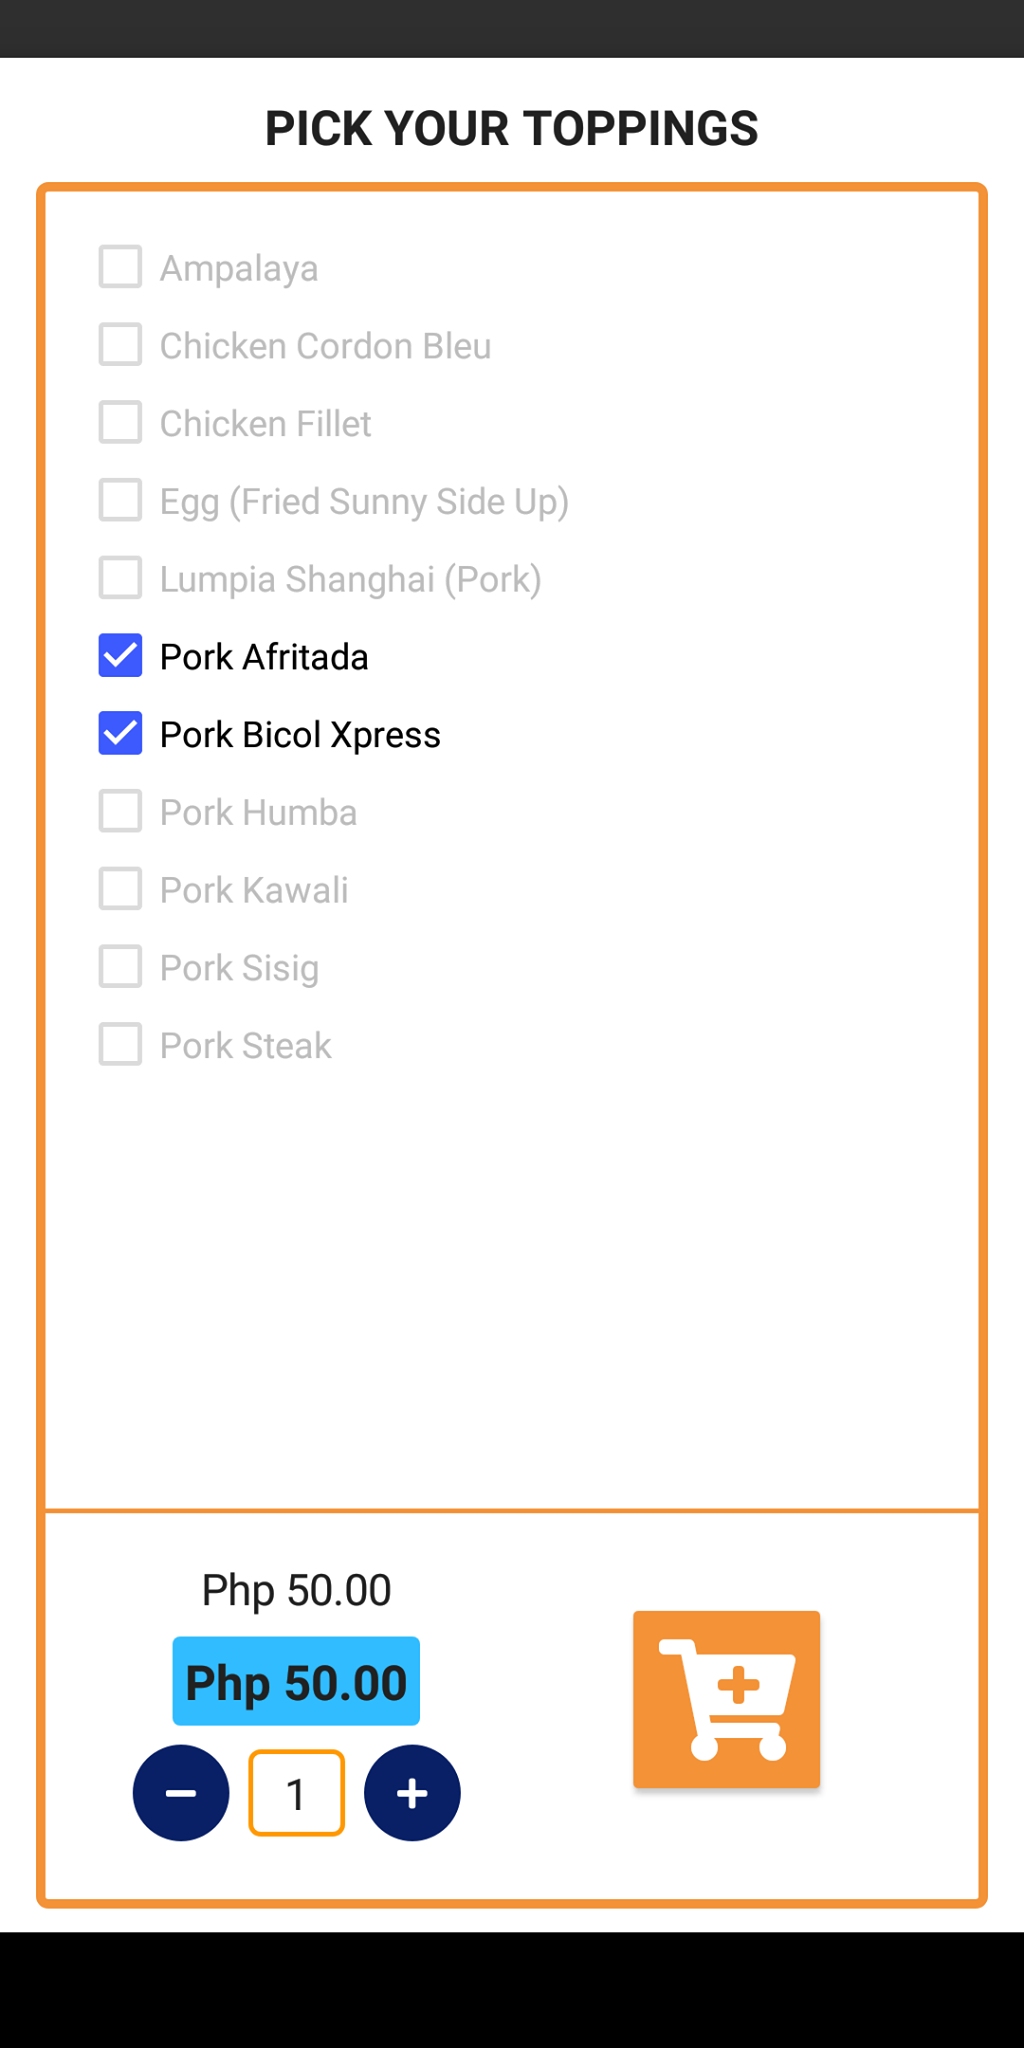 PICK YOUR TOPPINGS
Ampalaya
Chicken Cordon Bleu
Chicken Fillet
Egg (Fried Sunny Side Up)
Lumpia Shanghai (Pork)
Pork Afritada
Pork Bicol Xpress
Pork Humba
Pork Kawali
Pork Sisig
Pork Steak
Php 50.00
Php 50.00
1